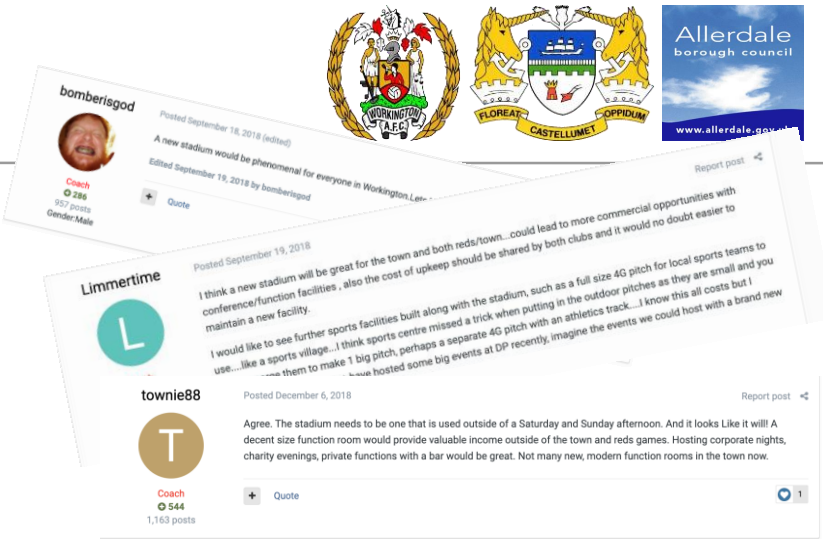 WORKINGTON
A.F.C.
FLOREAT
OPPIDUM
CASTELLUMET
Allerdale
borough council
www.allerdale.gov.uk
bomberisgod
Posted September 18, 2018 (edited)
A new stadium would be phenomenal for everyone in Workington.Lets
Edited September 19, 2018 by bomberisgod
Coach
286
957 posts
Gender:Male
+ Quote
Report post
Limmertime
L
Posted September 19, 2018
I think a new stadium will be great for the town and both reds/town...could lead to more commercial opportunities with
conference/function facilities , also the cost of upkeep should be shared by both clubs and it would no doubt easier to
maintain a new facility.
I would like to see further sports facilities built along with the stadium, such as a full size 4G pitch for local sports teams to
use....like a sports village...I think sports centre missed a trick when putting in the outdoor pitches as they are small and you
them to make 1 big pitch, perhaps a separate 4G pitch with an athletics track....I know this all costs but I
have hosted some big events at DP recently, imagine the events we could host with a brand new
townie88
T
Coach
544
1,163 posts
Posted December 6, 2018
Report post
Agree. The stadium needs to be one that is used outside of a Saturday and Sunday afternoon. And it looks Like it will! A
decent size function room would provide valuable income outside of the town and reds games. Hosting corporate nights,
charity evenings, private functions with a bar would be great. Not many new, modern function rooms in the town now.
+ Quote
1